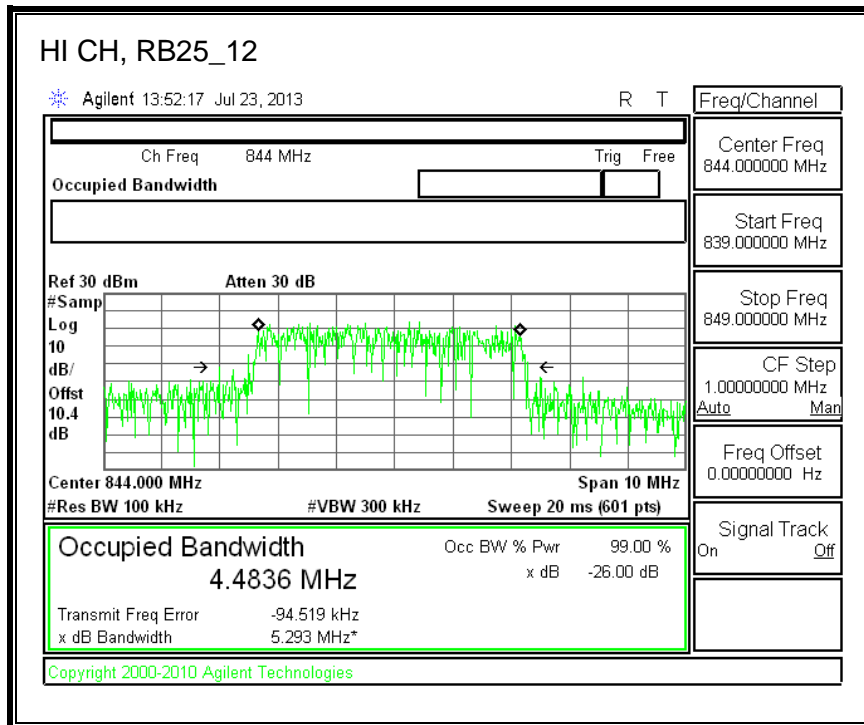 HI CH, RB25_12
Agilent 13:52:17 Jul 23, 2013 R T
Freq/Channel
Ch Freq 844 MHz Trig Free
Occupied Bandwidth
Center Freq
844.000000 MHz
Start Freq
839.000000 MHz
Stop Freq
849.000000 MHz
CF Step
1.00000000 MHz
Auto Man
Freq Offset
0.00000000 Hz
Signal Track
On Off
Ref 30 dBm Atten 30 dB
#Samp
Log
10
dB/
Offst
10.4
dB
Center 844.000 MHz Span 10 MHz
#Res BW 100 kHz #VBW 300 kHz Sweep 20 ms (601 pts)
Occupied Bandwidth
4.4836 MHz
Occ BW % Pwr 99.00 %
x dB -26.00 dB
Transmit Freq Error -94.519 kHz
x dB Bandwidth 5.293 MHz*
Copyright 2000-2010 Agilent Technologies